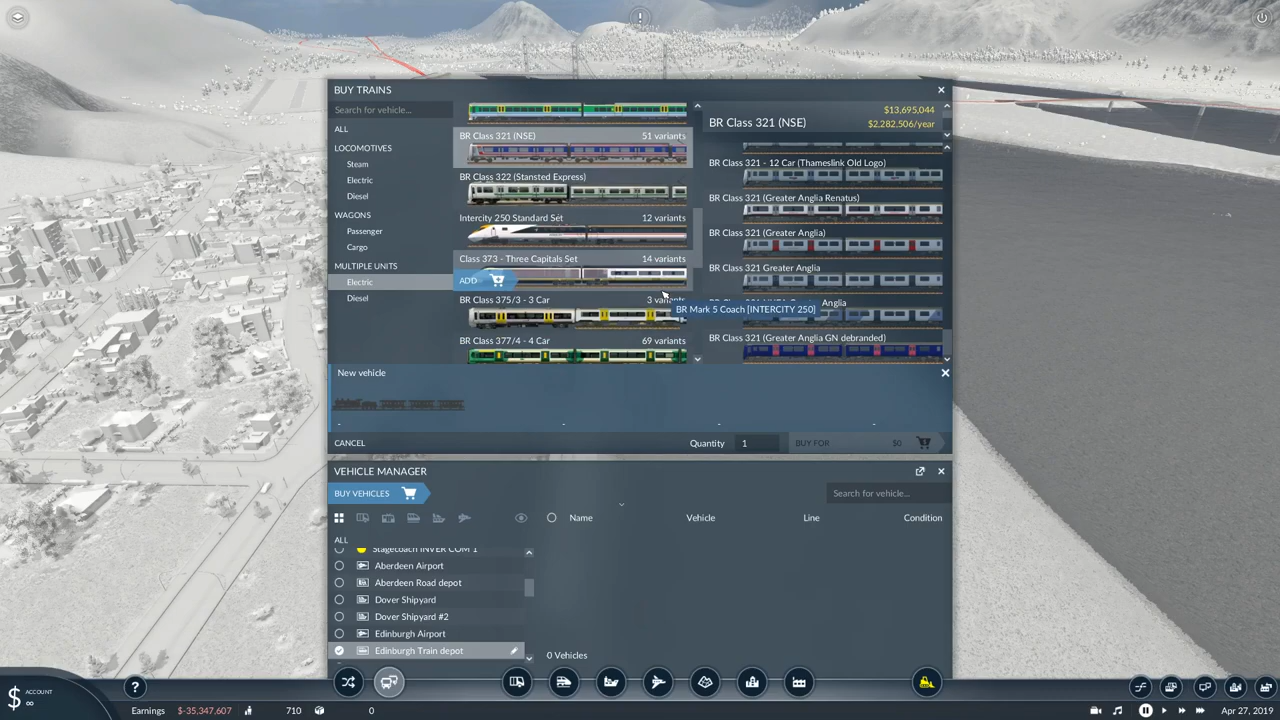 BUY TRAINS
Search for vehicle...
ALL
LOCOMOTIVES
Steam
Electric
Diesel
WAGONS
Passenger
Cargo
MULTIPLE UNITS
Electric
Diesel
BR Class 321 (NSE) 51 variants
BR Class 322 (Stansted Express)
Intercity 250 Standard Set 12 variants
Class 373 - Three Capitals Set 14 variants
ADD
BR Class 375/3 - 3 Car 3 variants
BR Mark 5 Coach [INTERCITY 250]
BR Class 377/4 - 4 Car 69 variants
$13,695,044
BR Class 321 (NSE)
$2,282,506/year
BR Class 321 - 12 Car (Thameslink Old Logo)
BR Class 321 (Greater Anglia Renatus)
BR Class 321 (Greater Anglia)
BR Class 321 Greater Anglia
Anglia
BR Class 321 (Greater Anglia GN debranded)
New vehicle
- - - -
CANCEL
Quantity 1
BUY FOR $0
VEHICLE MANAGER
BUY VEHICLES
Search for vehicle...
Name Vehicle Line Condition
ALL
Stagecoach INVER COM 1
Aberdeen Airport
Aberdeen Road depot
Dover Shipyard
Dover Shipyard #2
Edinburgh Airport
Edinburgh Train depot
0 Vehicles
$ ACCOUNT
∞
?
Earnings $-35,347,607 710 0
Apr 27, 2019